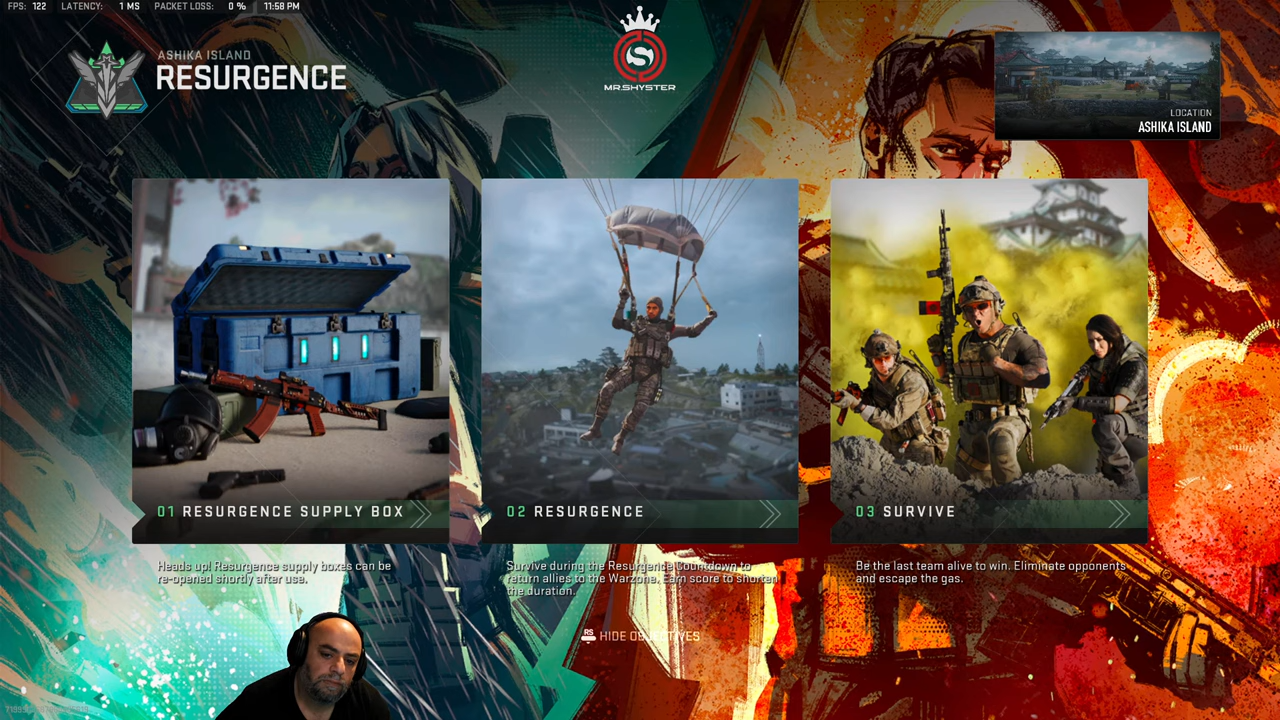 FPS: 122 LATENCY: 1 MS PACKET LOSS: 0 % 11:58 PM
ASHIKA ISLAND
RESURGENCE
S
MR.SHYSTER
LOCATION
ASHIKA ISLAND
01 RESURGENCE SUPPLY BOX
02 RESURGENCE
03 SURVIVE
Heads up! Resurgence supply boxes can be
re-opened shortly after use.
Survive during the Resurgence Countdown to
return allies to the Warzone. Earn score to shorten
the duration.
Be the last team alive to win. Eliminate opponents
and escape the gas.
RS HIDE OBJECTIVES